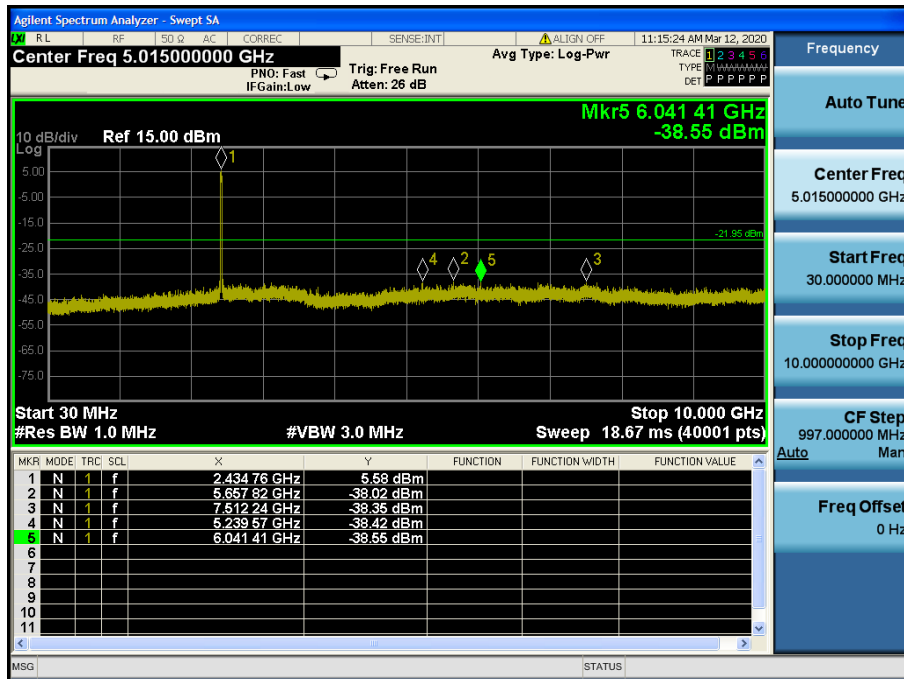 Agilent Spectrum Analyzer - Swept SA
LXI RL RF 50 Ω AC CORREC SENSE:INT ALIGN OFF 11:15:24 AM Mar 12, 2020
Center Freq 5.015000000 GHz
PNO: Fast
IFGain:Low
Trig: Free Run
Atten: 26 dB
Avg Type: Log-Pwr
TRACE 1 2 3 4 5 6
TYPE M WWWWW
DET P P P P P P
Mkr5 6.041 41 GHz
-38.55 dBm
10 dB/div Ref 15.00 dBm
Log
5.00
-5.00
-15.0
-25.0
-35.0
-45.0
-55.0
-65.0
-75.0
1
-21.95 dBm
4 2 5 3
Start 30 MHz Stop 10.000 GHz
#Res BW 1.0 MHz #VBW 3.0 MHz Sweep 18.67 ms (40001 pts)
MKR MODE TRC SCL X Y FUNCTION FUNCTION WIDTH FUNCTION VALUE
1 N 1 f 2.434 76 GHz 5.58 dBm
2 N 1 f 5.657 82 GHz -38.02 dBm
3 N 1 f 7.512 24 GHz -38.35 dBm
4 N 1 f 5.239 57 GHz -38.42 dBm
5 N 1 f 6.041 41 GHz -38.55 dBm
6
7
8
9
10
11
MSG STATUS
Frequency
Auto Tune
Center Freq
5.015000000 GHz
Start Freq
30.000000 MHz
Stop Freq
10.000000000 GHz
CF Step
997.000000 MHz
Auto Man
Freq Offset
0 Hz